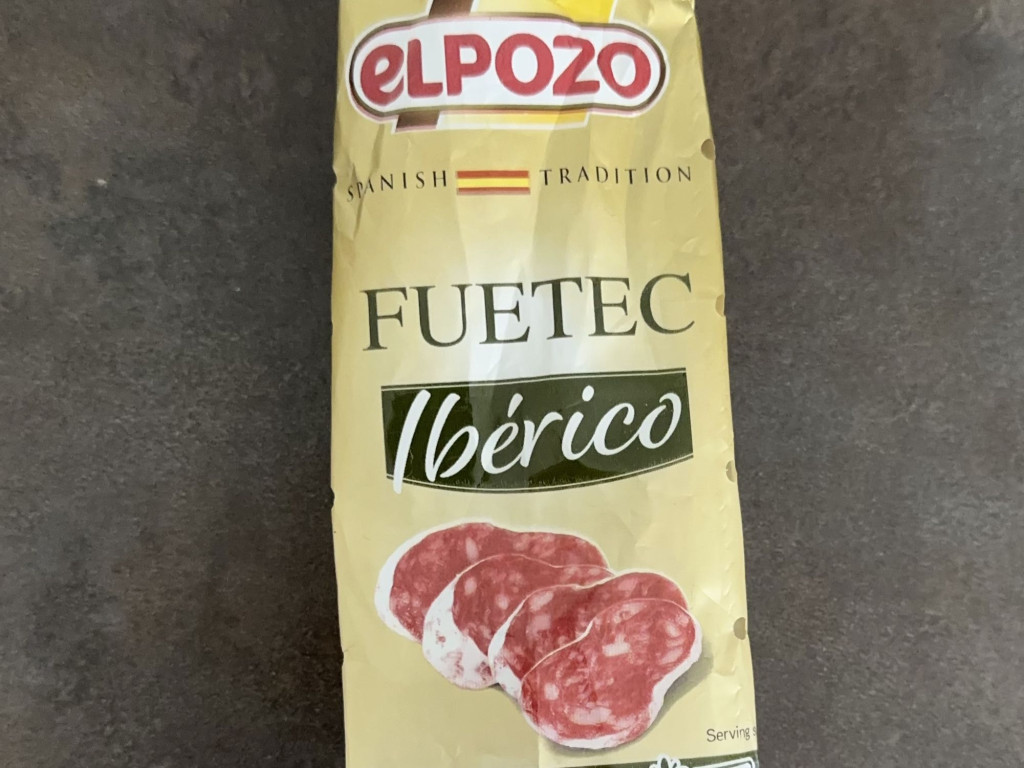 ELPOZO
SPANISH TRADITION
FUETEC
Ibérico
Serving